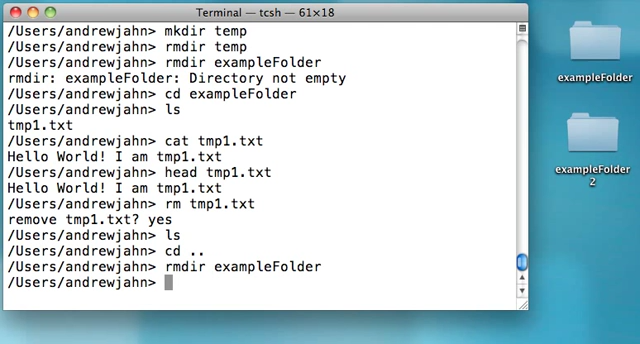 Terminal — tcsh — 61×18
/Users/andrewjahn> mkdir temp
/Users/andrewjahn> rmdir temp
/Users/andrewjahn> rmdir exampleFolder
rmdir: exampleFolder: Directory not empty
/Users/andrewjahn> cd exampleFolder
/Users/andrewjahn> ls
tmp1.txt
/Users/andrewjahn> cat tmp1.txt
Hello World! I am tmp1.txt
/Users/andrewjahn> head tmp1.txt
Hello World! I am tmp1.txt
/Users/andrewjahn> rm tmp1.txt
remove tmp1.txt? yes
/Users/andrewjahn> ls
/Users/andrewjahn> cd ..
/Users/andrewjahn> rmdir exampleFolder
/Users/andrewjahn>
exampleFolder
exampleFolder
2